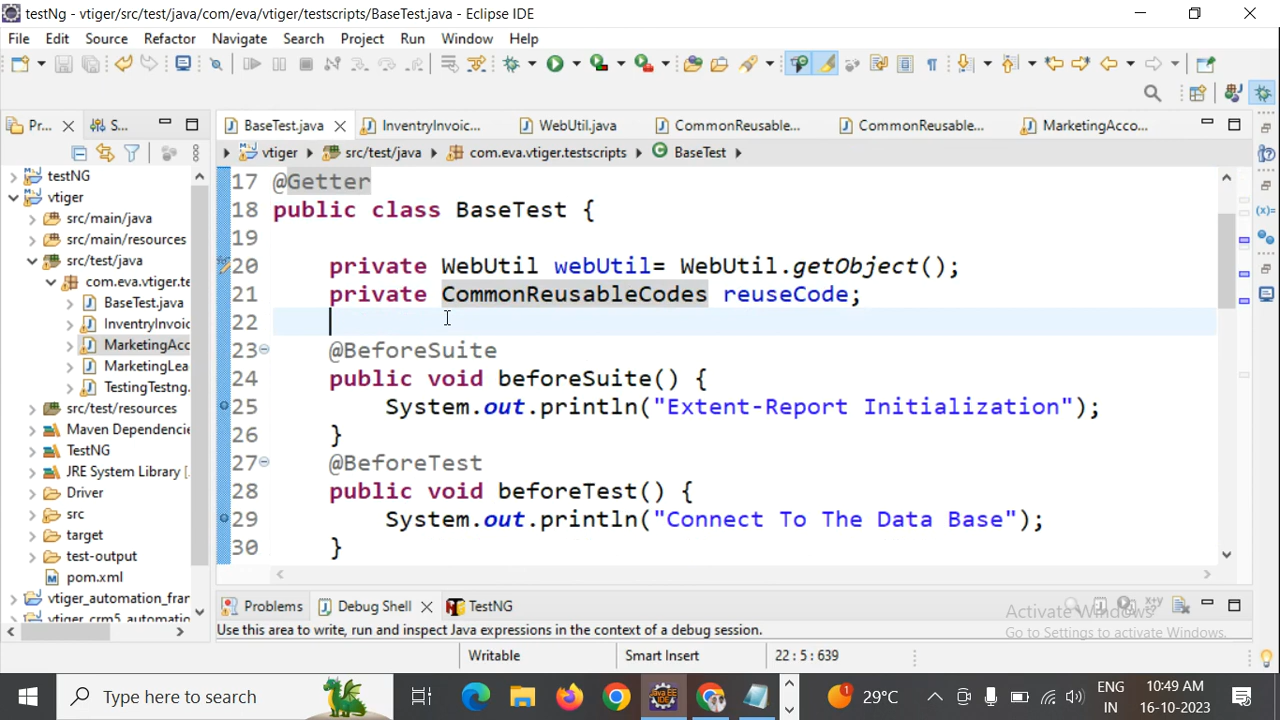 testNg - vtiger/src/test/java/com/eva/vtiger/testscripts/BaseTest.java - Eclipse IDE
File Edit Source Refactor Navigate Search Project Run Window Help
Pr... S... BaseTest.java InventryInvoic... WebUtil.java CommonReusable... CommonReusable... MarketingAcco...
vtiger src/test/java com.eva.vtiger.testscripts BaseTest
testNG
vtiger
src/main/java
src/main/resources
src/test/java
com.eva.vtiger.te
BaseTest.java
InventryInvoic
MarketingAcc
MarketingLea
TestingTestng.
src/test/resources
Maven Dependencie
TestNG
JRE System Library [
Driver
src
target
test-output
pom.xml
vtiger_automation_frar
vtiger_crm5_automation
17 @Getter
18 public class BaseTest {
19
20 private WebUtil webUtil= WebUtil.getObject();
21 private CommonReusableCodes reuseCode;
22
23 @BeforeSuite
24 public void beforeSuite() {
25 System.out.println("Extent-Report Initialization");
26 }
27 @BeforeTest
28 public void beforeTest() {
29 System.out.println("Connect To The Data Base");
30 }
Problems Debug Shell TestNG
Use this area to write, run and inspect Java expressions in the context of a debug session.
Activate Windows
Go to Settings to activate Windows.
Writable Smart Insert 22 : 5 : 639
Type here to search 1 29°C ENG 10:49 AM
IN 16-10-2023